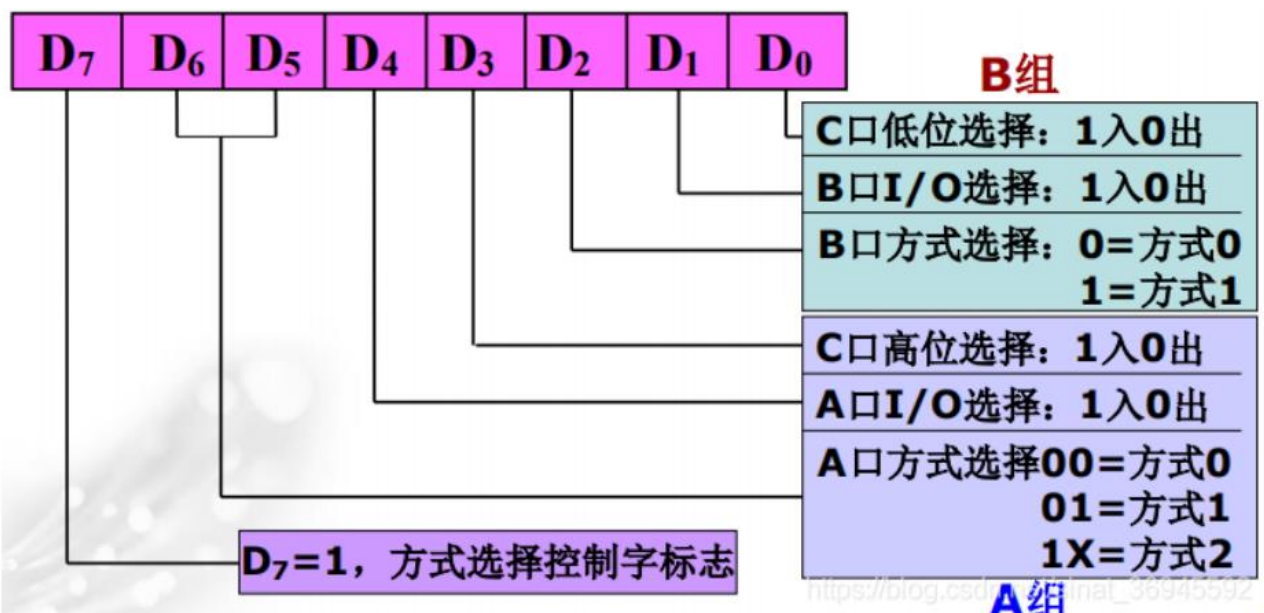 D₇ D₆ D₅ D₄ D₃ D₂ D₁ D₀
B组
C口低位选择：1入0出
B口I/O选择：1入0出
B口方式选择：0=方式0
1=方式1
C口高位选择：1入0出
A口I/O选择：1入0出
A口方式选择00=方式0
01=方式1
1X=方式2
D₇=1，方式选择控制字标志
A组